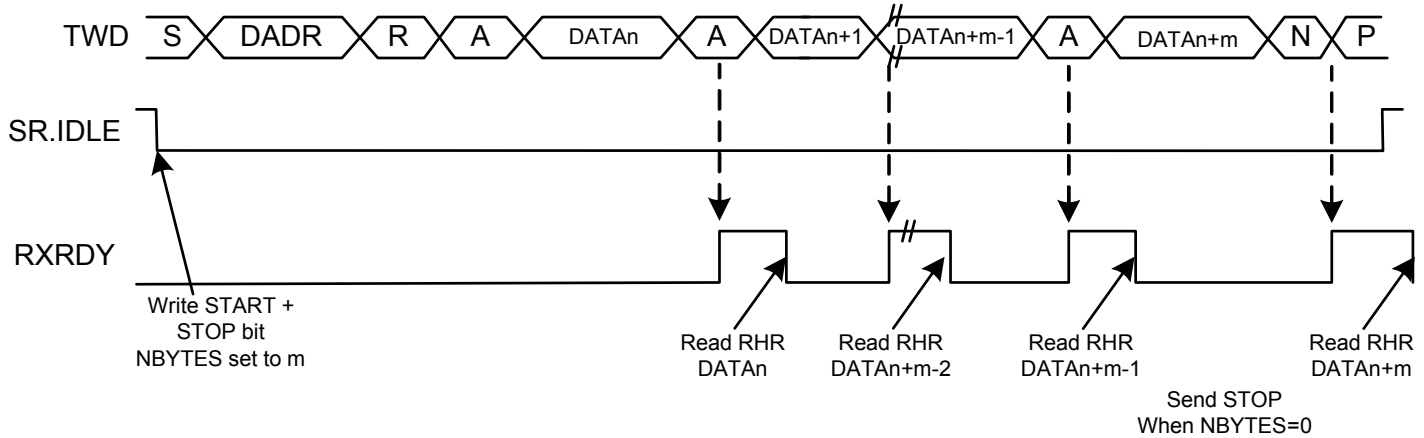 TWD S DADR R A DATAn A DATAn+1 DATAn+m-1 A DATAn+m N P
SR.IDLE
RXRDY
Write START +
STOP bit
NBYTES set to m
Read RHR
DATAn
Read RHR
DATAn+m-2
Read RHR
DATAn+m-1
Read RHR
DATAn+m
Send STOP
When NBYTES=0